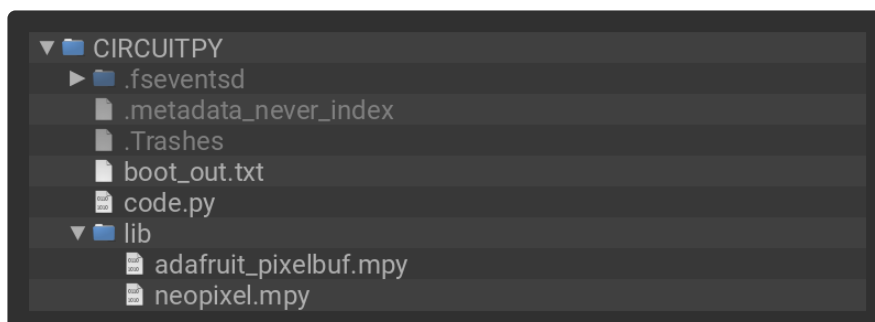 CIRCUITPY
.fseventsd
.metadata_never_index
.Trashes
boot_out.txt
code.py
lib
adafruit_pixelbuf.mpy
neopixel.mpy